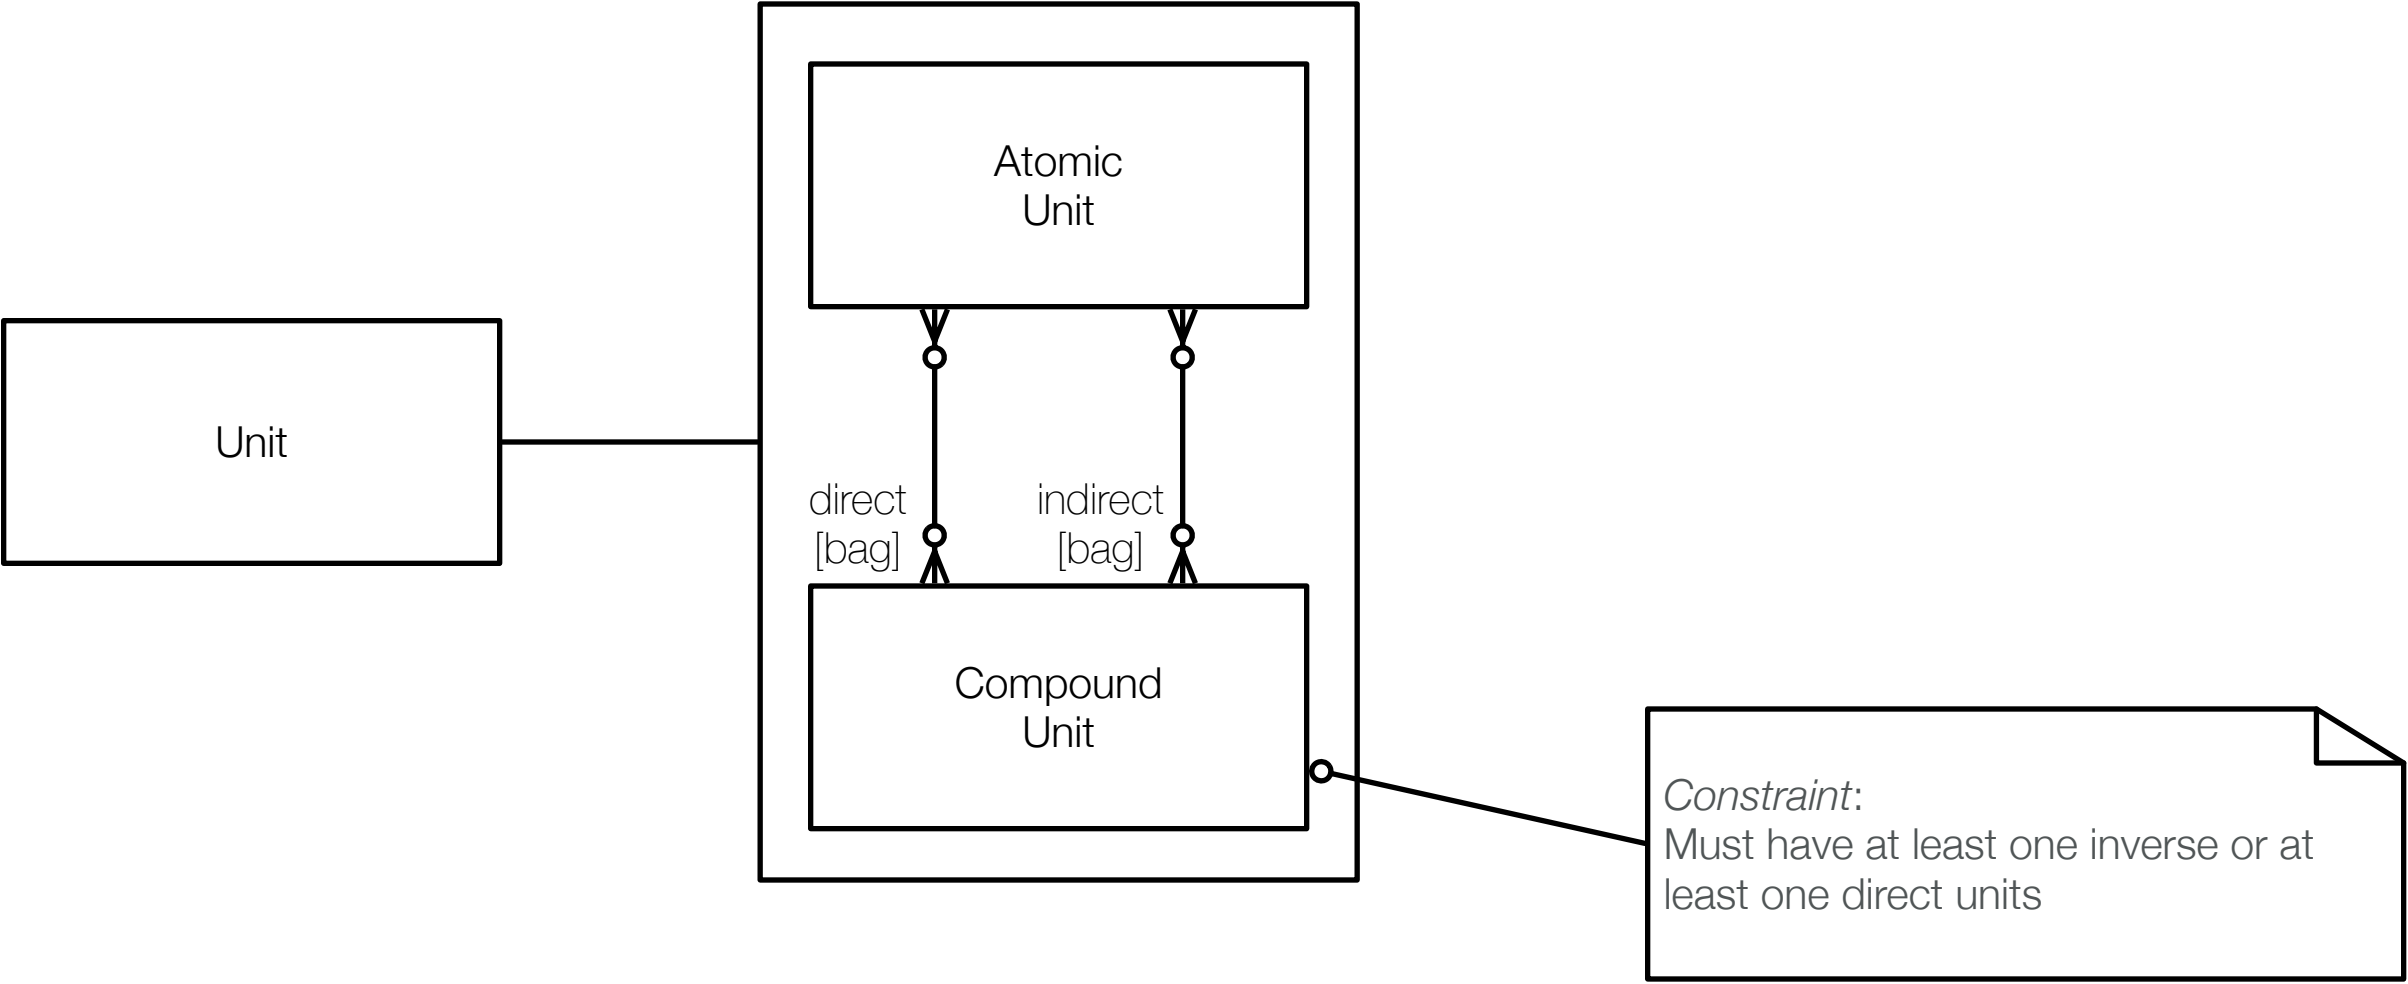 Atomic
Unit
Unit
direct
[bag]
indirect
[bag]
Compound
Unit
Constraint:
Must have at least one inverse or at
least one direct units